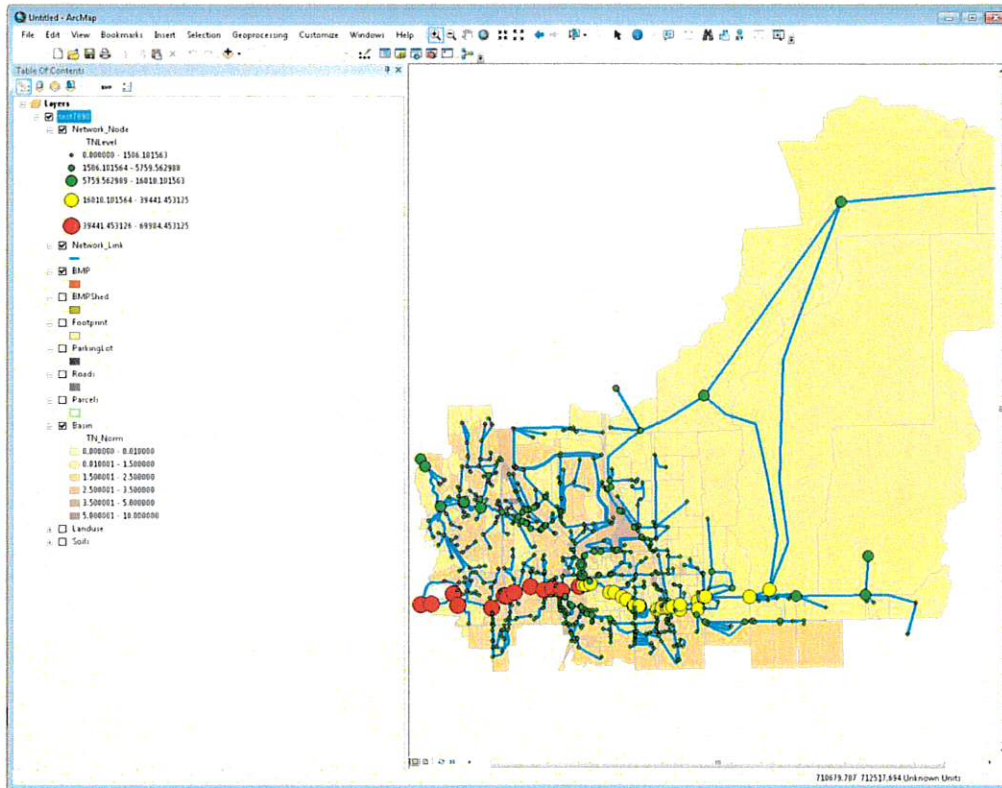 Untitled - ArcMap
File Edit View Bookmarks Insert Selection Geoprocessing Customize Windows Help
Table Of Contents
Layers
Network_Node
TNLevel
0.000000 - 1506.101563
1506.101564 - 5759.562988
5759.562989 - 16010.101563
16010.101564 - 39441.453125
39441.453126 - 69984.453125
Network_Link
BMP
BMPShed
Footprint
ParkingLot
Roads
Parcels
Basin
TN_Norm
0.000000 - 0.010000
0.010001 - 1.500000
1.500001 - 2.500000
2.500001 - 3.500000
3.500001 - 5.000000
5.000001 - 10.000000
Landuse
Soils
710679.707 712517.694 Unknown Units